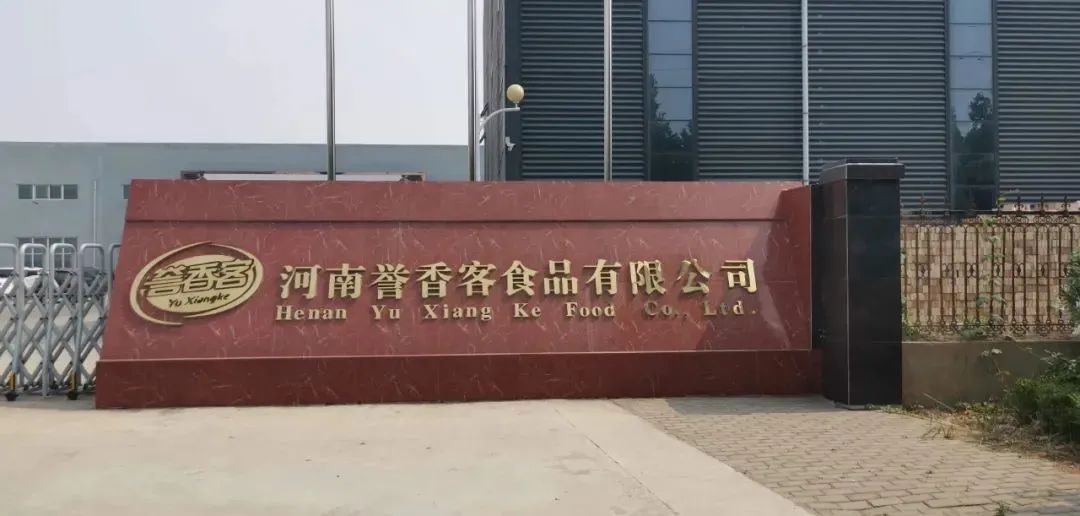 誉香客
Yu Xiangke
河南誉香客食品有限公司
Henan Yu Xiang Ke Food Co., Ltd.